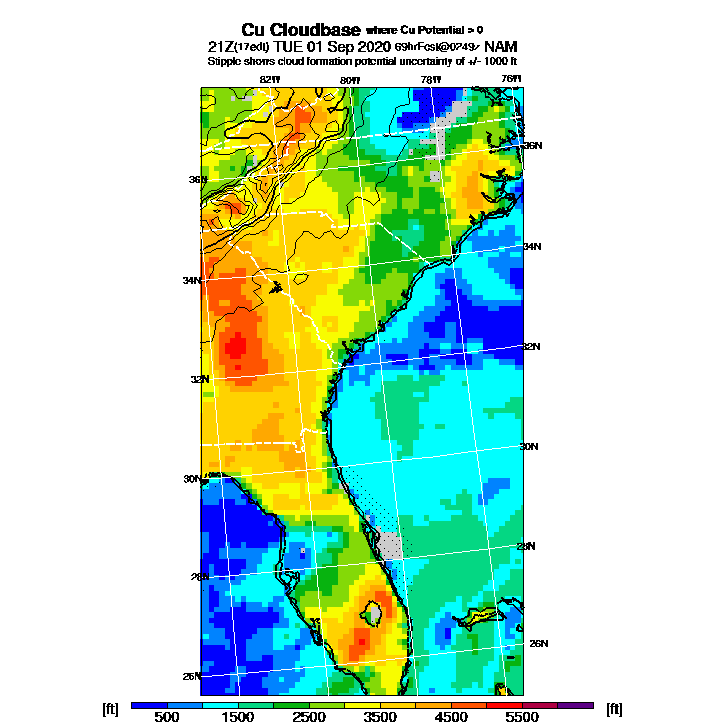 Cu Cloudbase where Cu Potential > 0
21Z(17edt) TUE 01 Sep 2020 69hrFcst@0249z NAM
Stipple shows cloud formation potential uncertainty of +/- 1000 ft
82W 80W 78W 76W
36N
36N
34N
34N
32N
32N
30N
30N
28N
28N
26N
26N
[ft] [ft]
500 1500 2500 3500 4500 5500